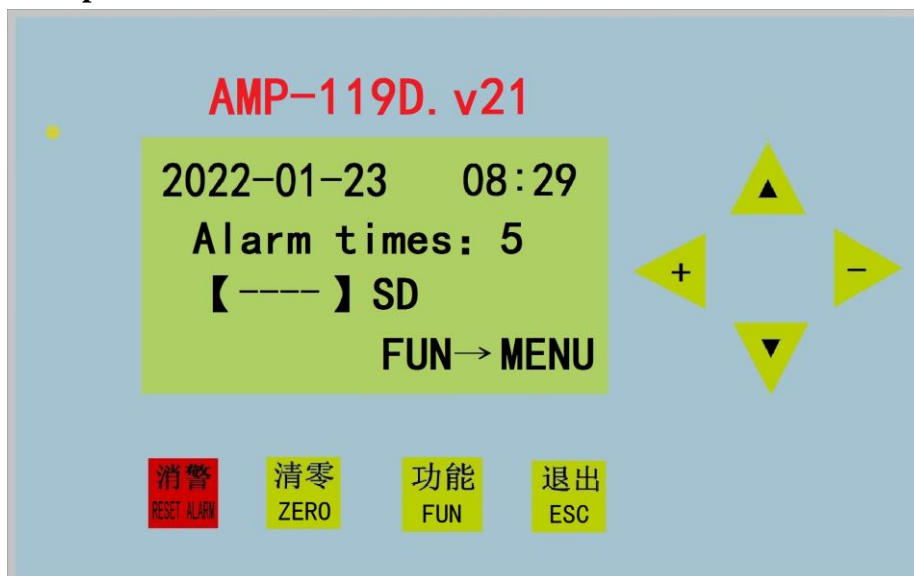 AMP-119D.v21
2022-01-23 08:29
Alarm times: 5
【----】SD
FUN→MENU
▲
+
-
▼
消警 清零 功能 退出
RESET ALARM ZERO FUN ESC